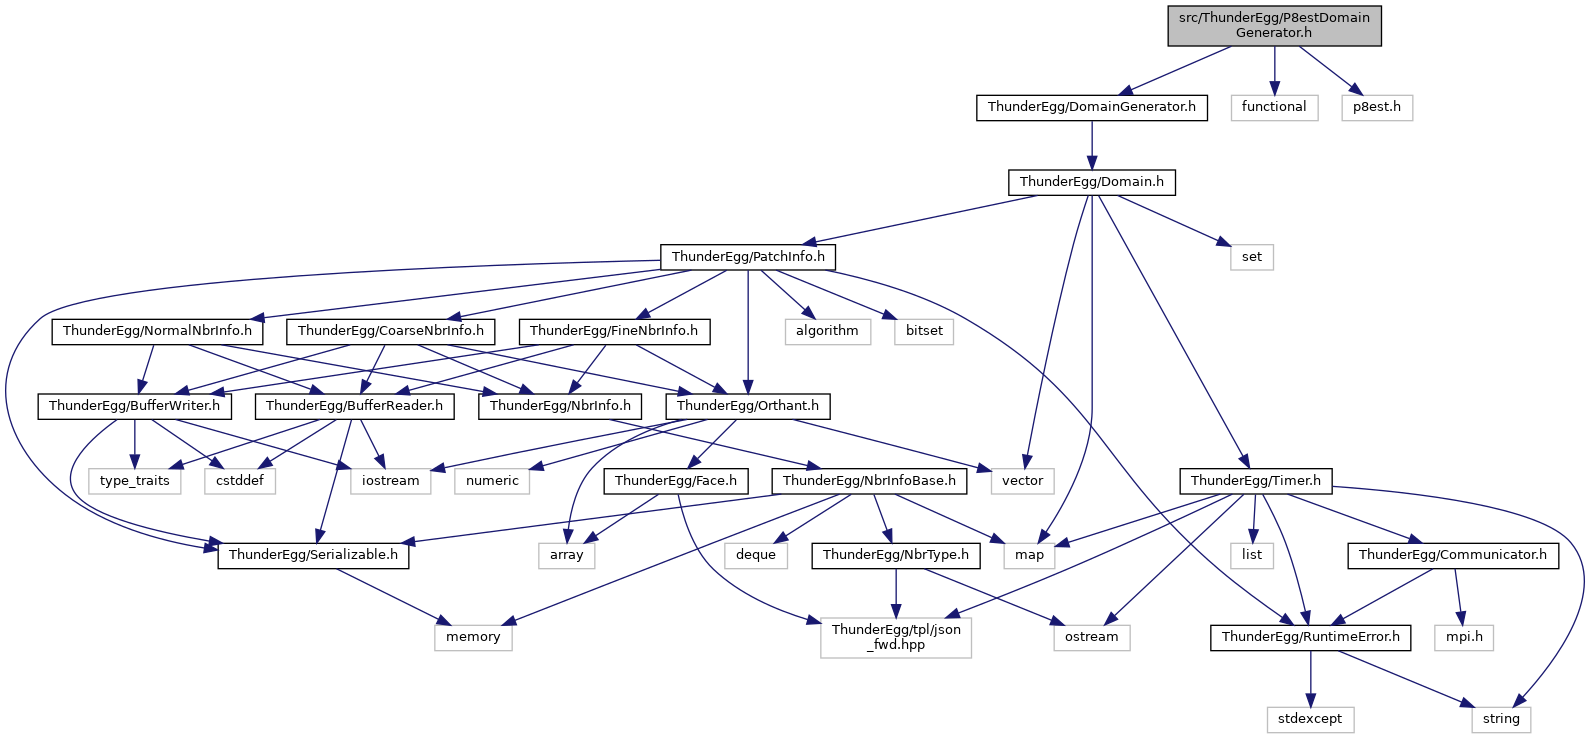 src/ThunderEgg/P8estDomain
Generator.h
ThunderEgg/DomainGenerator.h
functional
p8est.h
ThunderEgg/Domain.h
ThunderEgg/PatchInfo.h
set
ThunderEgg/NormalNbrInfo.h
ThunderEgg/CoarseNbrInfo.h
ThunderEgg/FineNbrInfo.h
algorithm
bitset
ThunderEgg/BufferWriter.h
ThunderEgg/BufferReader.h
ThunderEgg/NbrInfo.h
ThunderEgg/Orthant.h
type_traits
cstddef
iostream
numeric
ThunderEgg/Face.h
ThunderEgg/NbrInfoBase.h
vector
ThunderEgg/Timer.h
ThunderEgg/Serializable.h
array
deque
ThunderEgg/NbrType.h
map
list
ThunderEgg/Communicator.h
memory
ThunderEgg/tpl/json
_fwd.hpp
ostream
ThunderEgg/RuntimeError.h
mpi.h
stdexcept
string